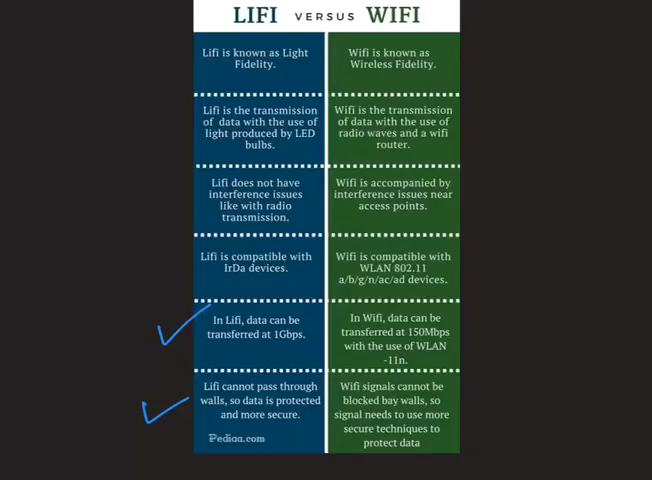 LIFI VERSUS WIFI
Lifi is known as Light
Fidelity.
Wifi is known as
Wireless Fidelity.
Lifi is the transmission
of data with the use of
light produced by LED
bulbs.
Wifi is the transmission
of data with the use of
radio waves and a wifi
router.
Lifi does not have
interference issues
like with radio
transmission.
Wifi is accompanied by
interference issues near
access points.
Lifi is compatible with
IrDa devices.
Wifi is compatible with
WLAN 802.11
a/b/g/n/ac/ad devices.
In Lifi, data can be
transferred at 1Gbps.
In Wifi, data can be
transferred at 150Mbps
with the use of WLAN
-11n.
Lifi cannot pass through
walls, so data is protected
and more secure.
Wifi signals cannot be
blocked bay walls, so
signal needs to use more
secure techniques to
protect data
Pediaa.com